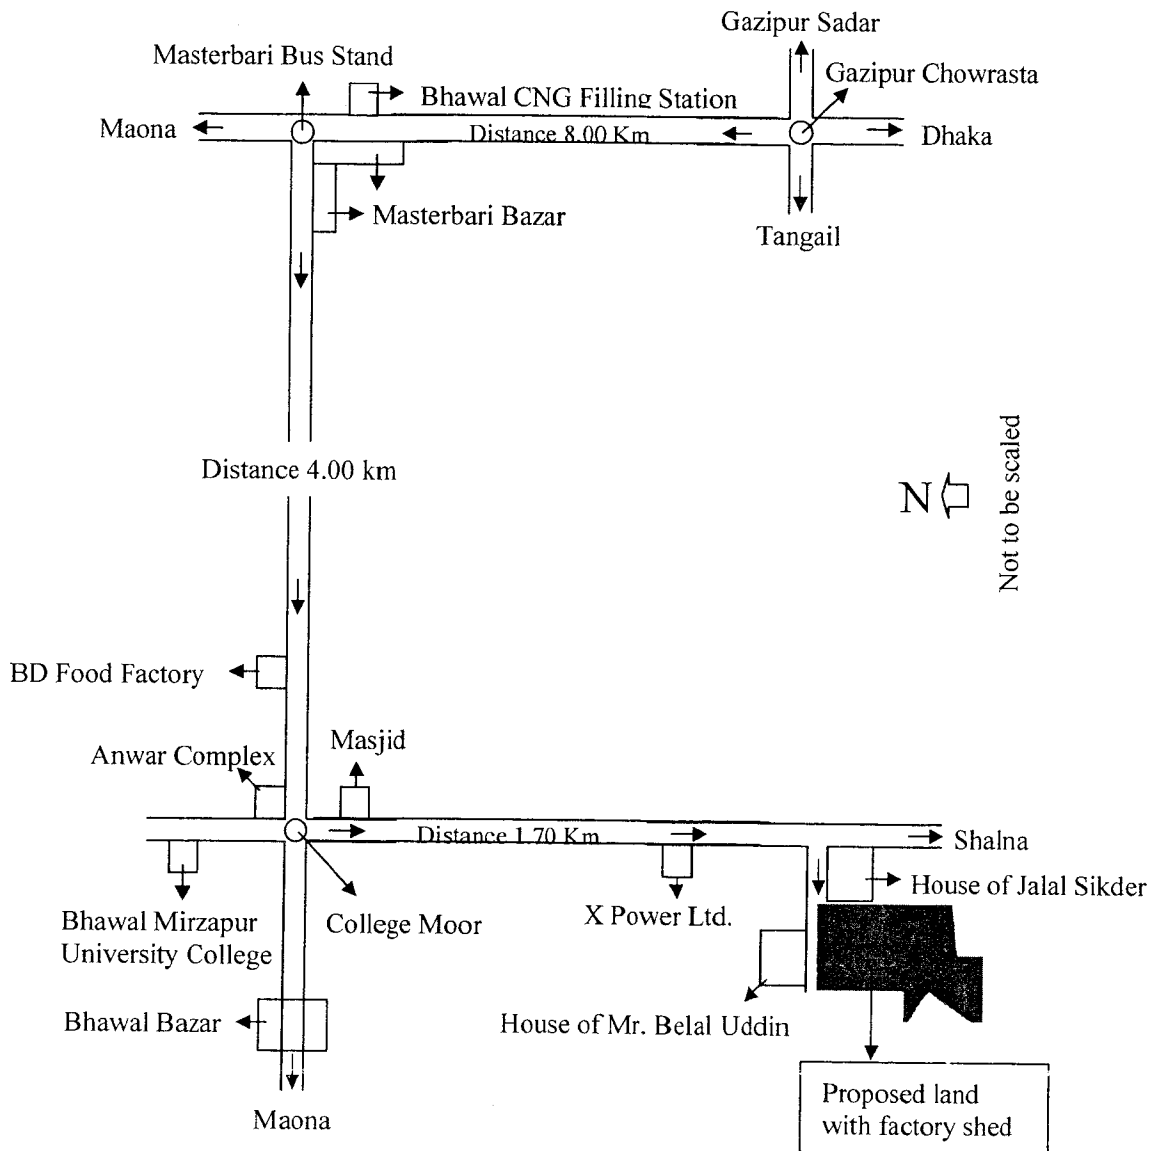 Gazipur Sadar
Masterbari Bus Stand
Gazipur Chowrasta
Bhawal CNG Filling Station
Maona
Distance 8.00 Km
Dhaka
Masterbari Bazar
Tangail
Distance 4.00 km
N
Not to be scaled
BD Food Factory
Masjid
Anwar Complex
Distance 1.70 Km
Shalna
House of Jalal Sikder
Bhawal Mirzapur
University College
College Moor
X Power Ltd.
Bhawal Bazar
House of Mr. Belal Uddin
Proposed land
with factory shed
Maona